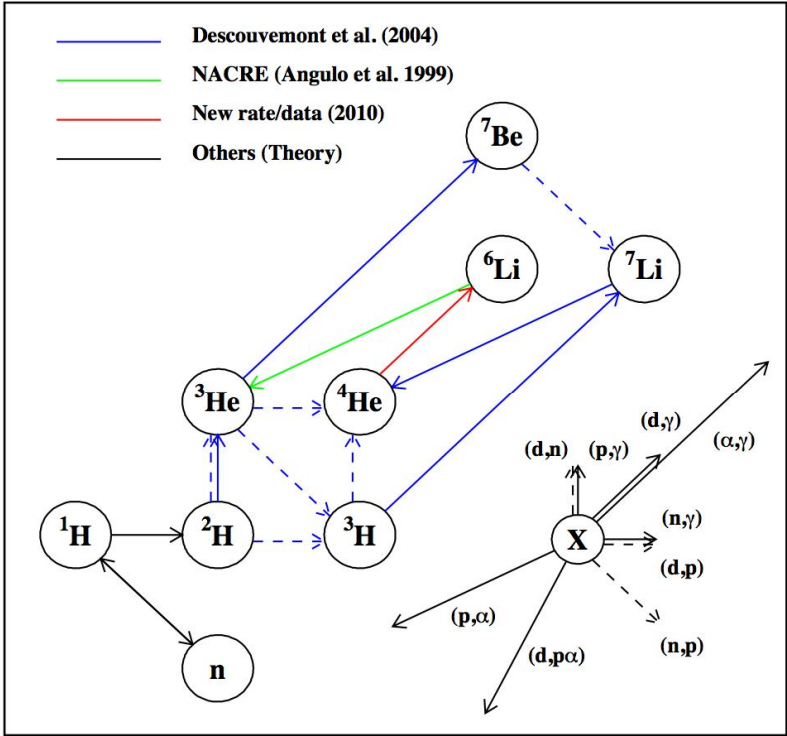 Descouvemont et al. (2004)
NACRE (Angulo et al. 1999)
New rate/data (2010)
Others (Theory)
⁷Be
⁶Li
⁷Li
³He
⁴He
¹H
²H
³H
n
X
(d,n)
(p,γ)
(d,γ)
(α,γ)
(n,γ)
(d,p)
(n,p)
(p,α)
(d,pα)